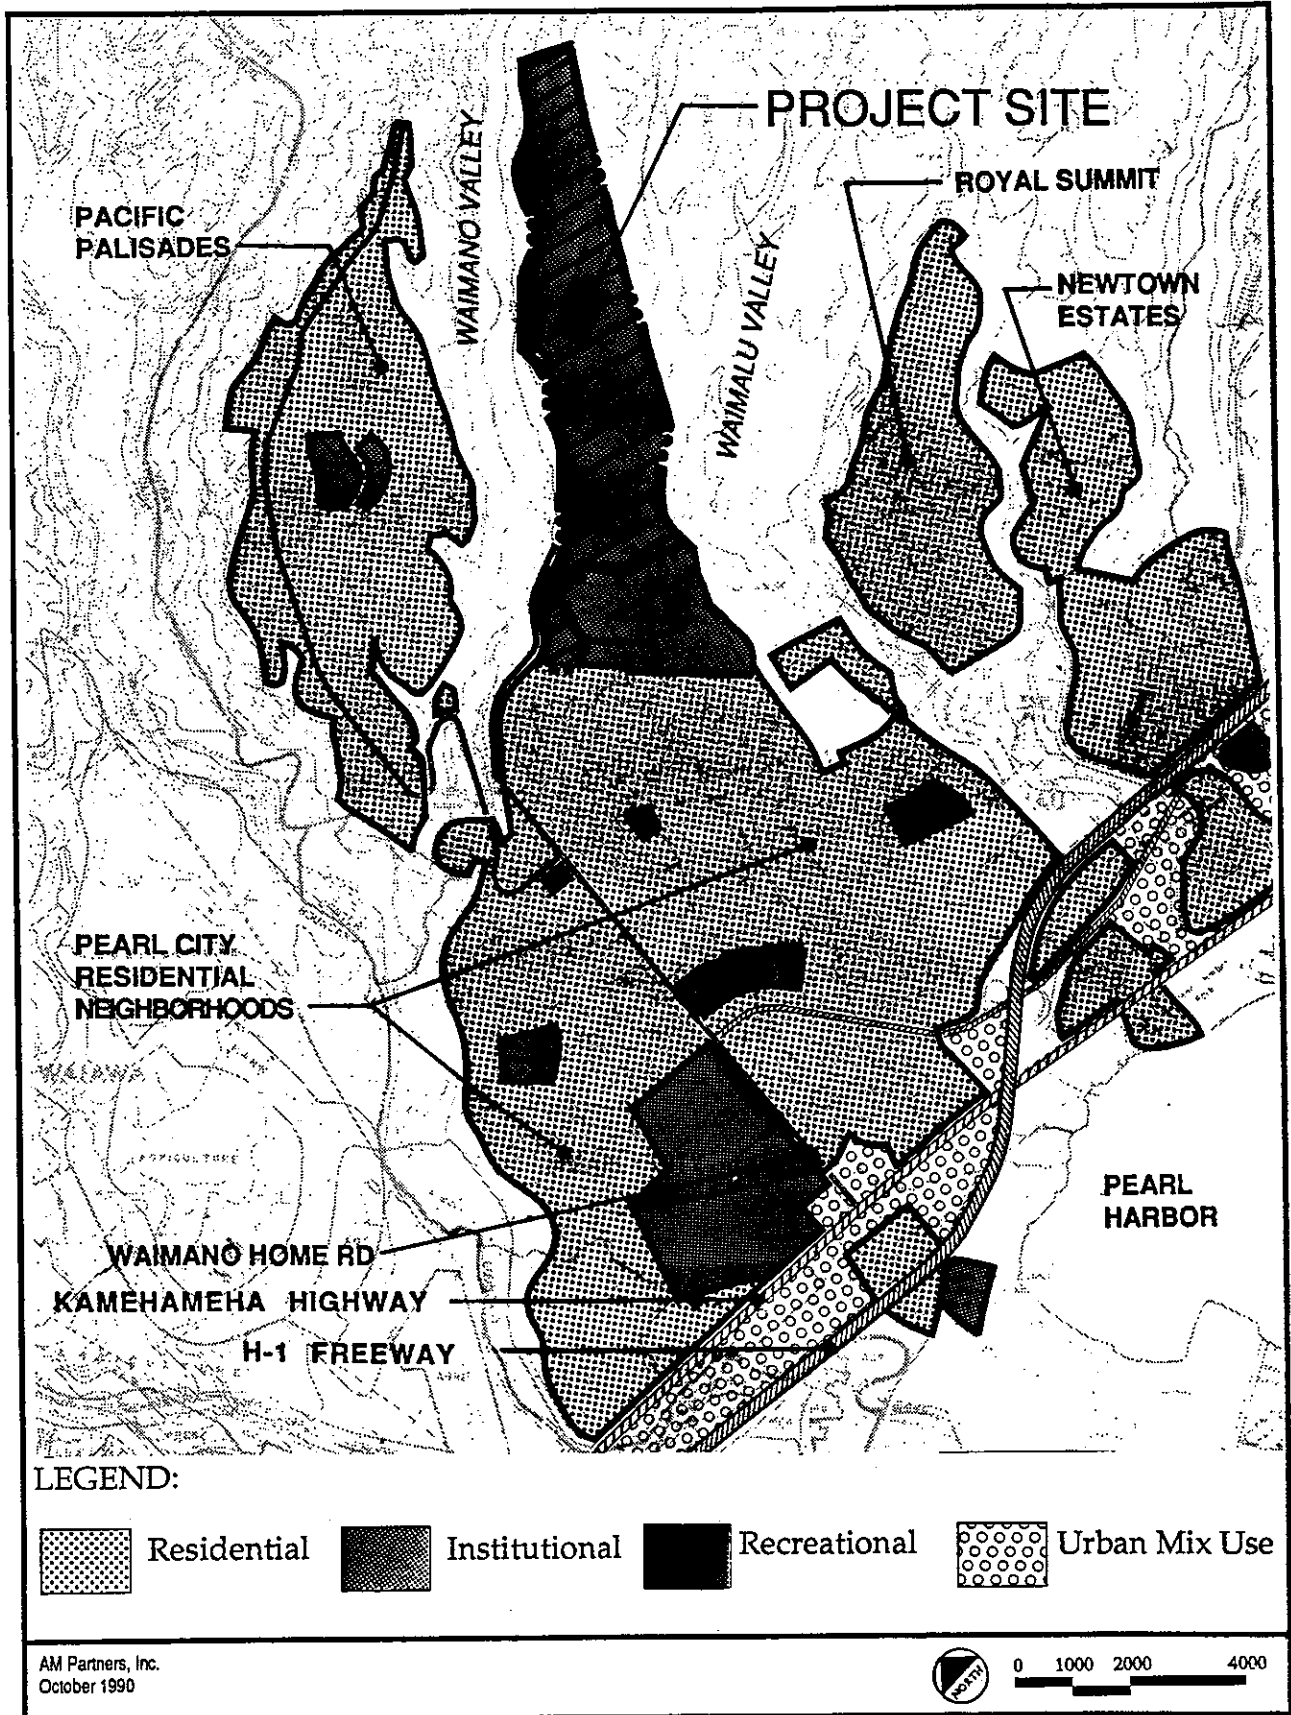 PROJECT SITE
ROYAL SUMMIT
PACIFIC
PALISADES
WAIMANO VALLEY
NEWTOWN
ESTATES
WAIMALU VALLEY
PEARL CITY
RESIDENTIAL
NEIGHBORHOODS
WAIAWA
AGRICULTURE
PEARL
HARBOR
WAIMANO HOME RD
KAMEHAMEHA HIGHWAY
H-1 FREEWAY
LEGEND:
Residential
Institutional
Recreational
Urban Mix Use
AM Partners, Inc.
October 1990
NORTH
0 1000 2000 4000